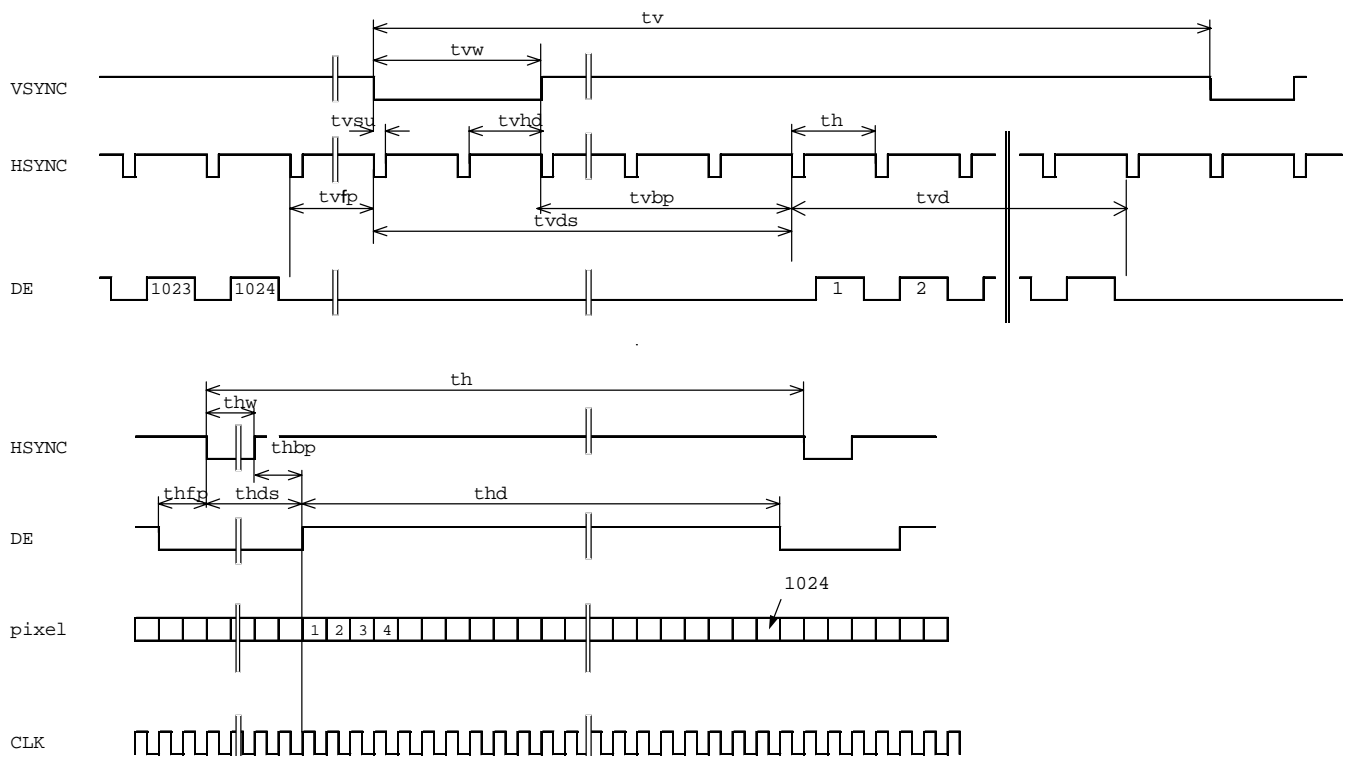 tv
tvw
VSYNC
tvsu
tvhd
th
HSYNC
tvfp
tvbp
tvd
tvds
DE
1023
1024
1
2
th
thw
HSYNC
thbp
thfp
thds
thd
DE
1024
pixel
1 2 3 4
CLK